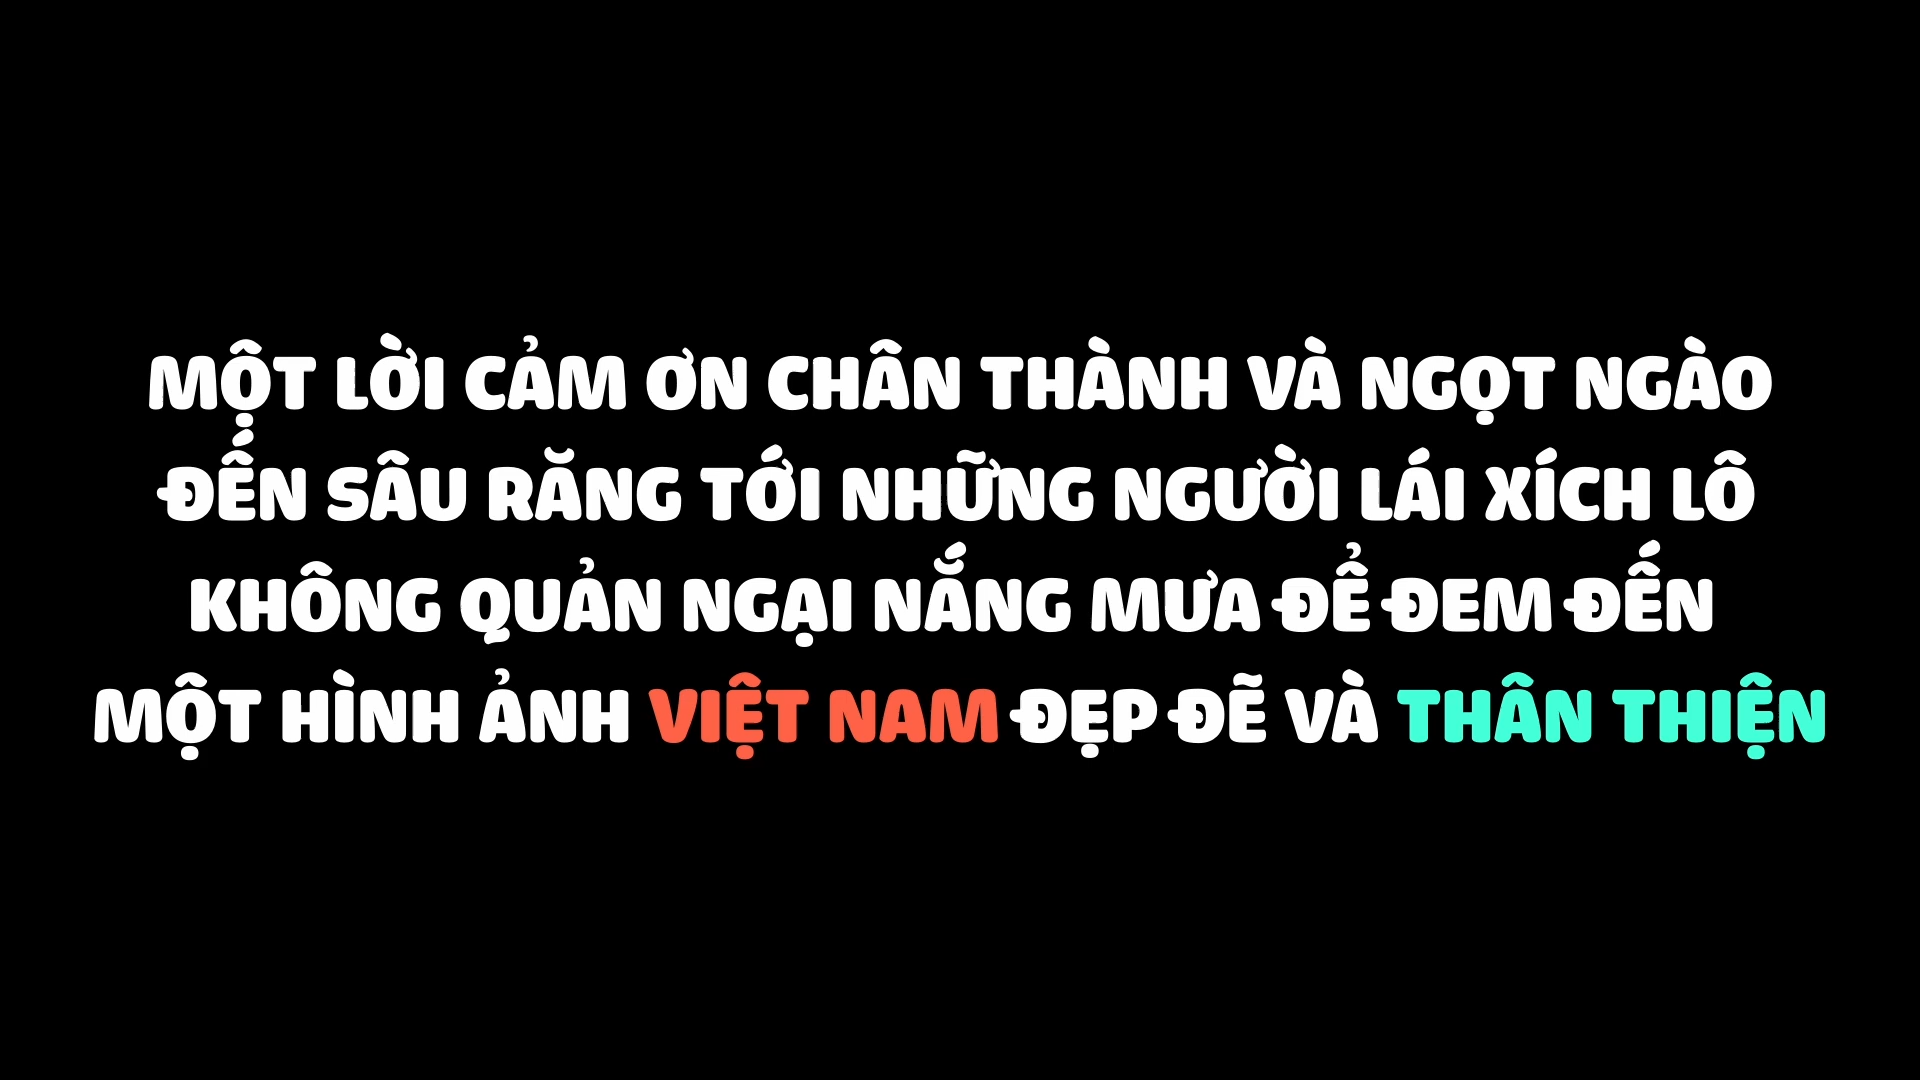 MỘT LỜI CẢM ƠN CHÂN THÀNH VÀ NGỌT NGÀO
ĐẾN SÂU RĂNG TỚI NHỮNG NGƯỜI LÁI XÍCH LÔ
KHÔNG QUẢN NGẠI NẮNG MƯA ĐỂ ĐEM ĐẾN
MỘT HÌNH ẢNH VIỆT NAM ĐẸP ĐẼ VÀ THÂN THIỆN